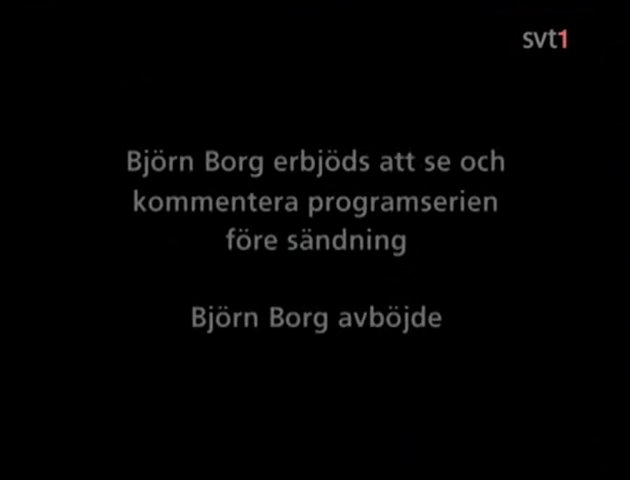 svt1
Björn Borg erbjöds att se och
kommentera programserien
före sändning
Björn Borg avböjde